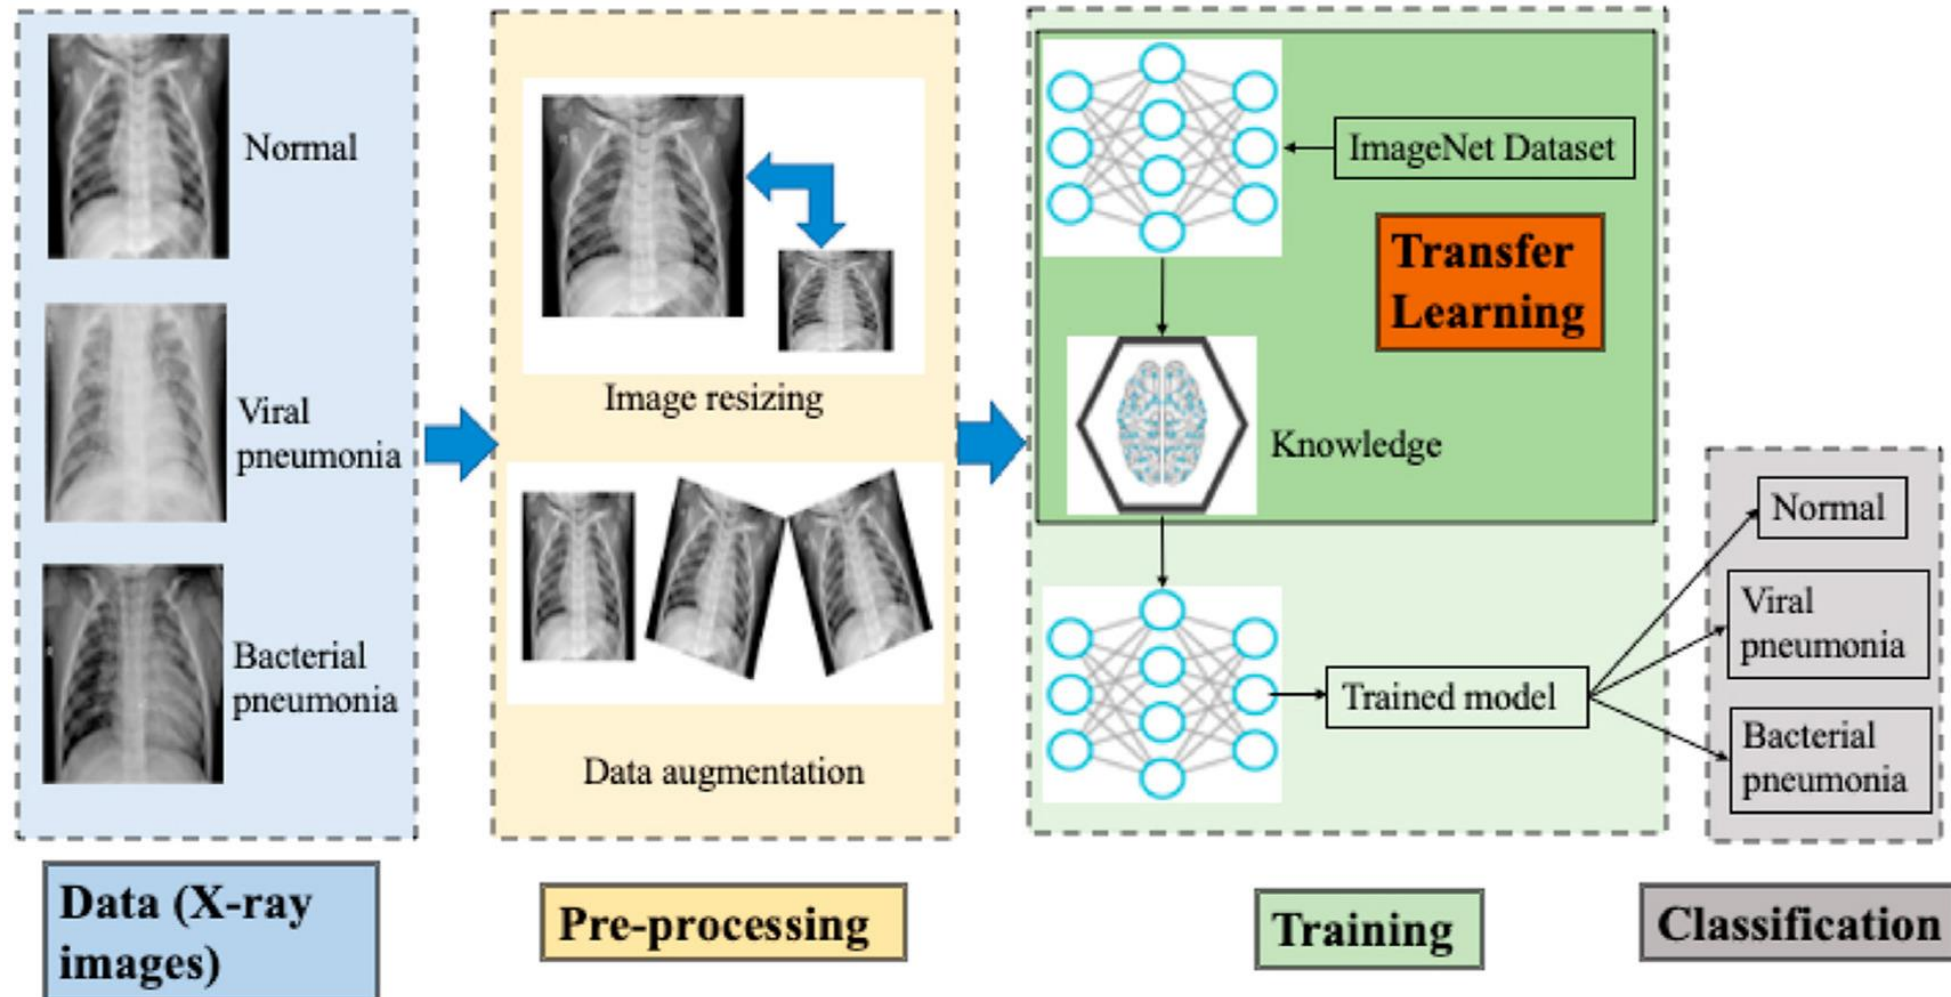 Normal
Viral
pneumonia
Bacterial
pneumonia
Data (X-ray
images)
Image resizing
Data augmentation
Pre-processing
ImageNet Dataset
Transfer
Learning
Knowledge
Trained model
Training
Normal
Viral
pneumonia
Bacterial
pneumonia
Classification